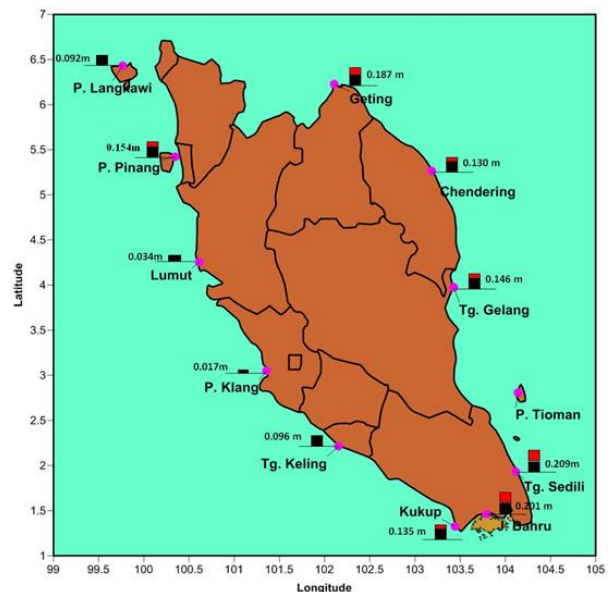 7
6.5
6
5.5
5
4.5
4
3.5
3
2.5
2
1.5
1
Latitude
0.092m
P. Langkawi
0.187 m
Geting
0.154m
P. Pinang
0.130 m
Chendering
0.034m
Lumut
0.146 m
Tg. Gelang
0.017m
P. Klang
P. Tioman
0.096 m
Tg. Keling
0.209m
Tg. Sedili
Kukup
0.201 m
J. Bahru
0.135 m
99 99.5 100 100.5 101 101.5 102 102.5 103 103.5 104 104.5 105
Longitude